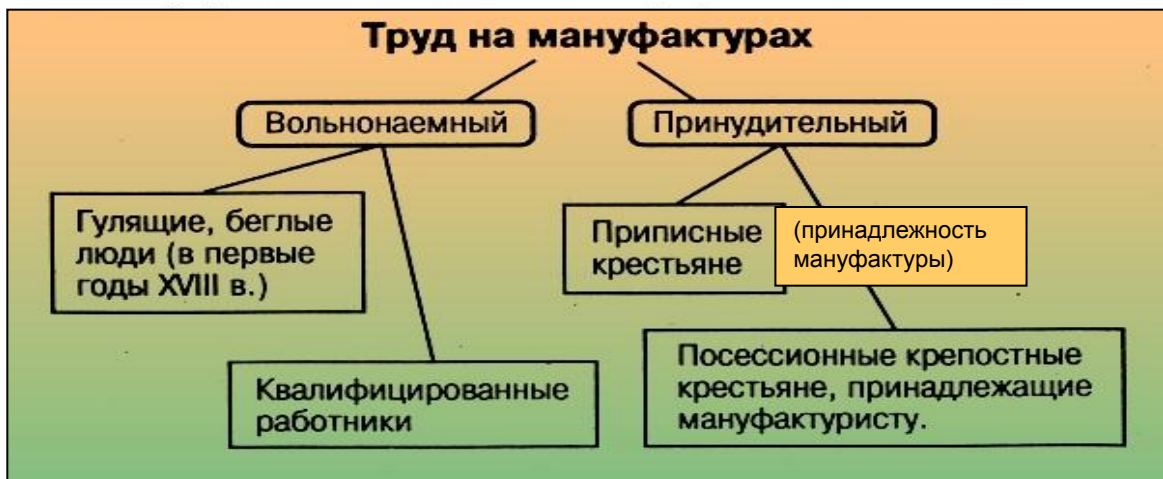 Труд на мануфактурах
Вольнонаемный
Принудительный
Гулящие, беглые
люди (в первые
годы XVIII в.)
Квалифицированные
работники
Приписные
крестьяне
(принадлежность
мануфактуры)
Посессионные крепостные
крестьяне, принадлежащие
мануфактуристу.